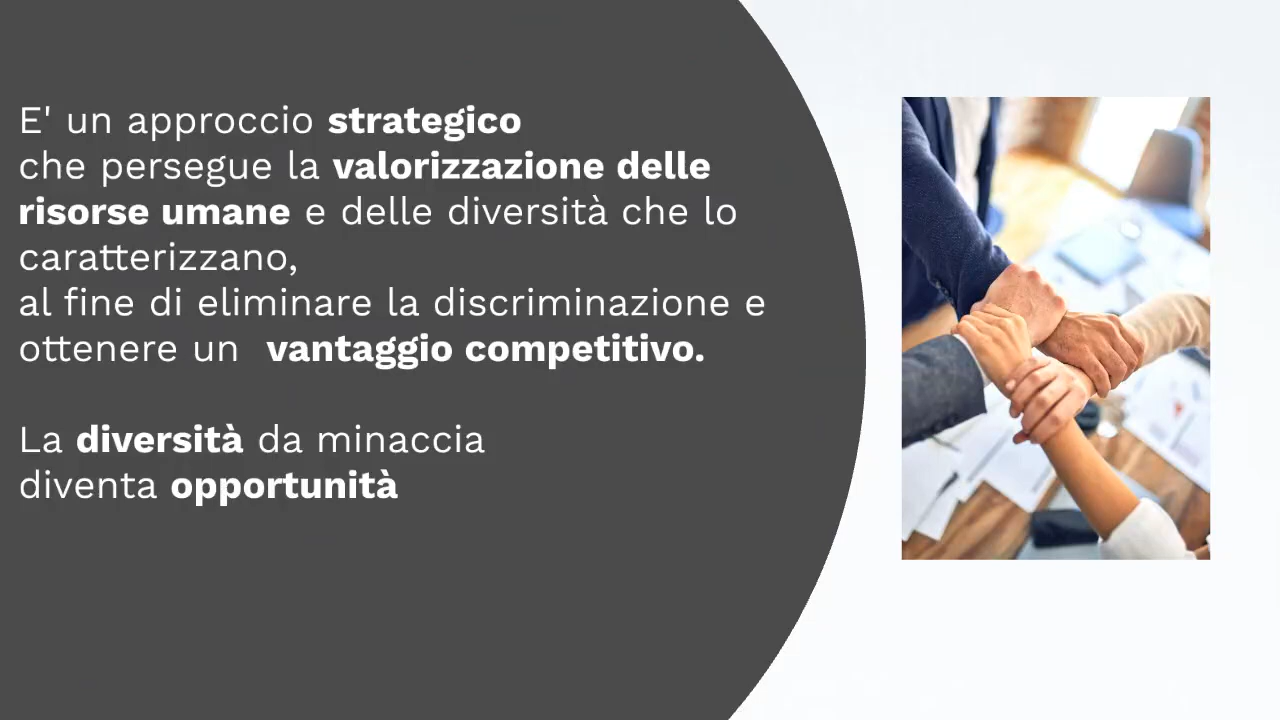 E' un approccio strategico
che persegue la valorizzazione delle
risorse umane e delle diversità che lo
caratterizzano,
al fine di eliminare la discriminazione e
ottenere un vantaggio competitivo.
La diversità da minaccia
diventa opportunità